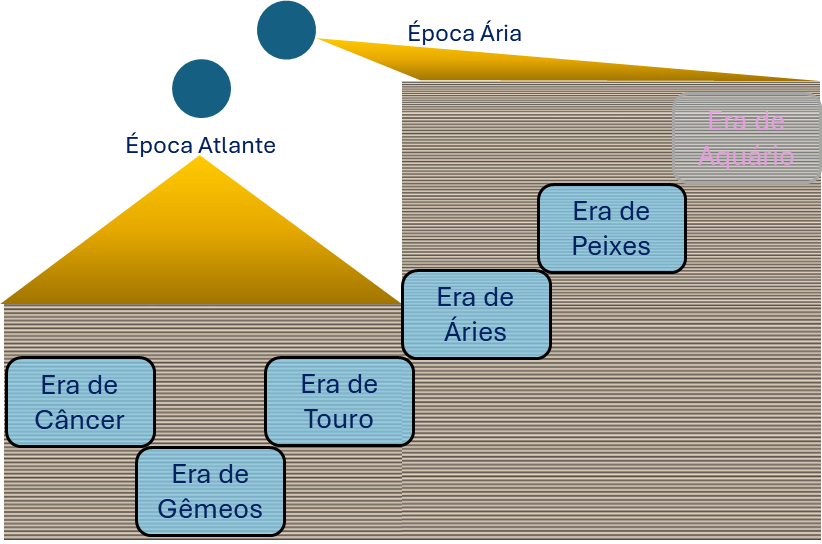 Época Ária
Era de
Aquário
Época Atlante
Era de
Peixes
Era de
Áries
Era de
Câncer
Era de
Touro
Era de
Gêmeos